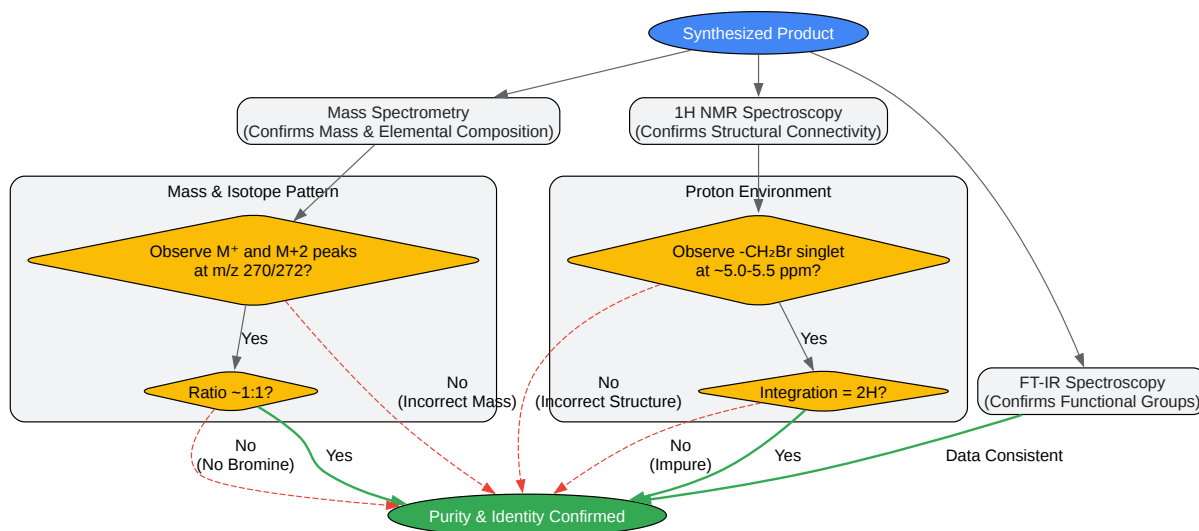 Synthesized Product
Mass Spectrometry
(Confirms Mass & Elemental Composition)
1H NMR Spectroscopy
(Confirms Structural Connectivity)
Mass & Isotope Pattern
Proton Environment
Observe M⁺ and M+2 peaks
at m/z 270/272?
Observe -CH₂Br singlet
at ~5.0-5.5 ppm?
Yes
Yes
Ratio ~1:1?
No
(Incorrect Mass)
No
(Incorrect Structure)
Integration = 2H?
FT-IR Spectroscopy
(Confirms Functional Groups)
No
(No Bromine)
Yes
No
(Impure)
Yes
Data Consistent
Purity & Identity Confirmed